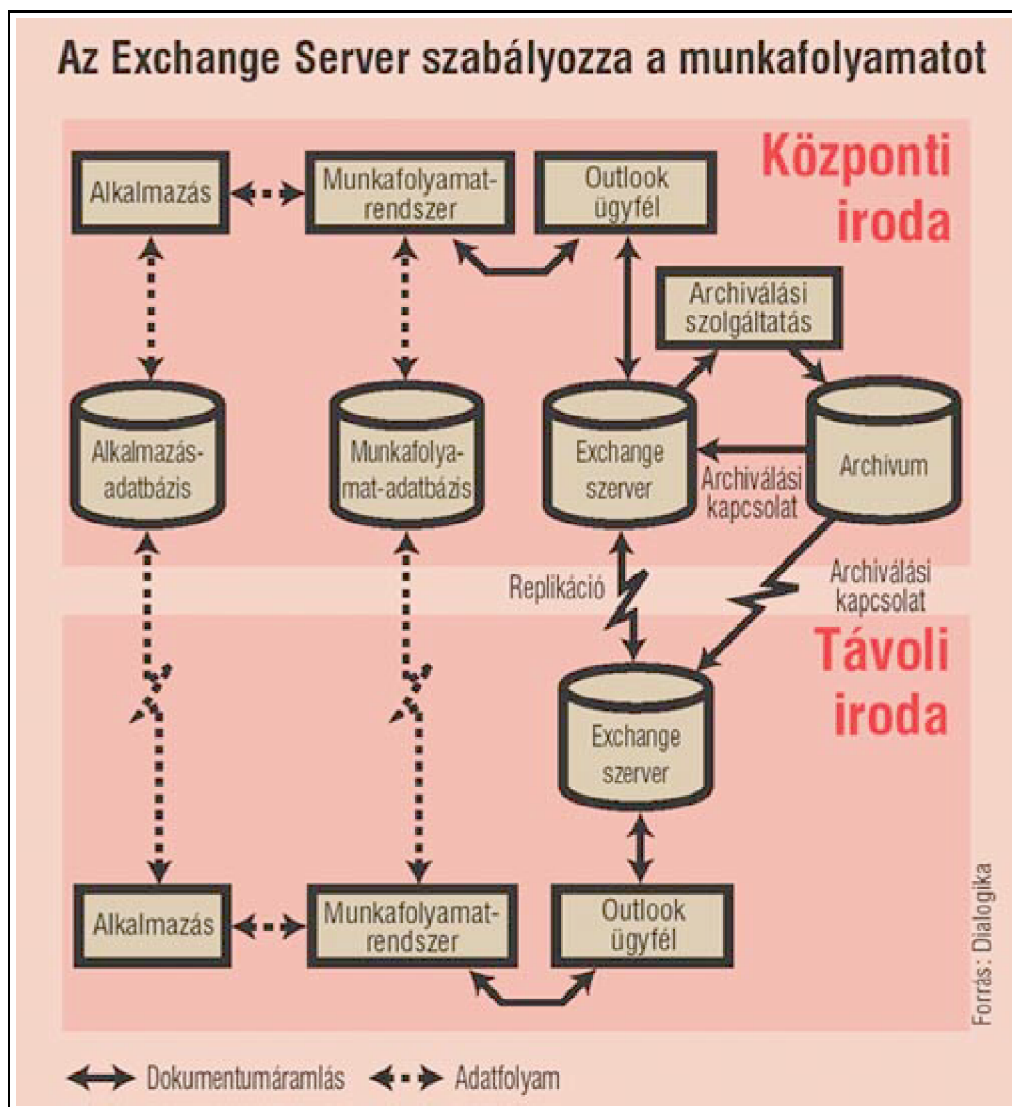 Az Exchange Server szabályozza a munkafolyamatot
Központi
iroda
Alkalmazás
Munkafolyamat-
rendszer
Outlook
ügyfél
Archiválási
szolgáltatás
Alkalmazás-
adatbázis
Munkafolya-
mat-adatbázis
Exchange
szerver
Archiválási
kapcsolat
Archívum
Replikáció
Archiválási
kapcsolat
Távoli
iroda
Exchange
szerver
Alkalmazás
Munkafolyamat-
rendszer
Outlook
ügyfél
Forrás: Dialogika
Dokumentumáramlás
Adatfolyam